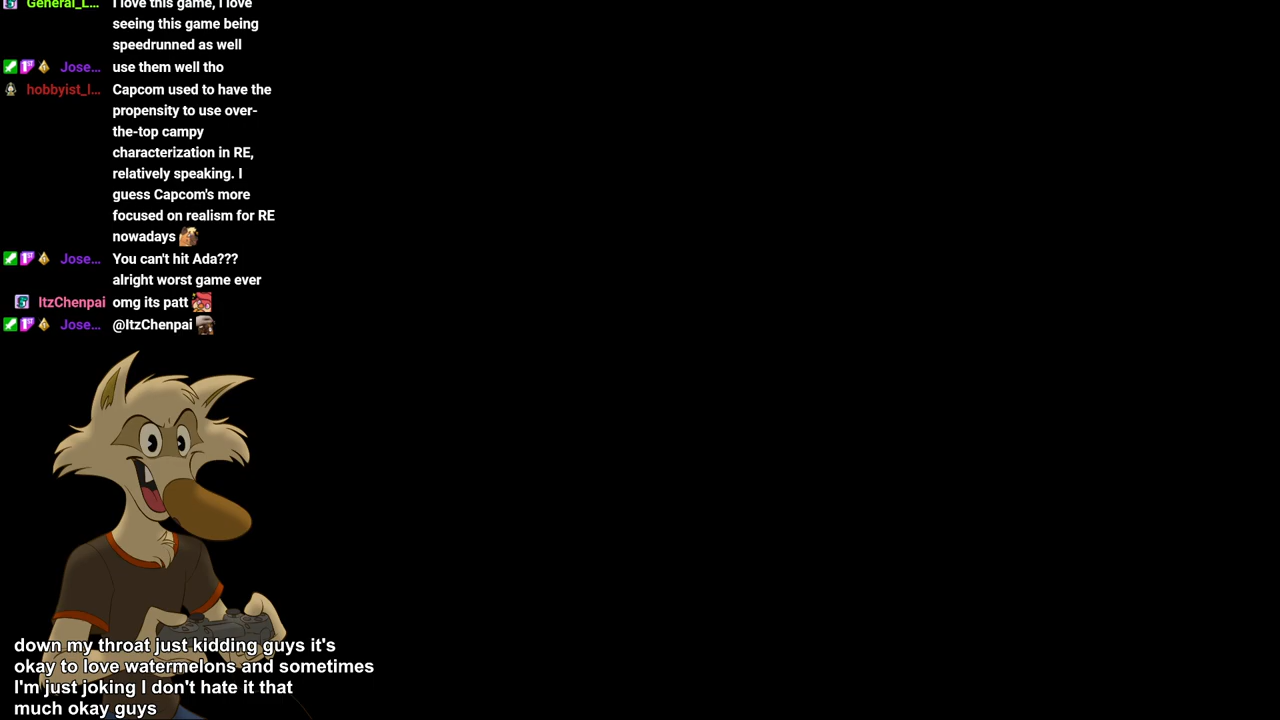 General_L... I love this game, I love
seeing this game being
speedrunned as well
Jose... use them well tho
hobbyist_l... Capcom used to have the
propensity to use over-
the-top campy
characterization in RE,
relatively speaking. I
guess Capcom's more
focused on realism for RE
nowadays
Jose... You can't hit Ada???
alright worst game ever
ItzChenpai omg its patt
Jose... @ItzChenpai
down my throat just kidding guys it's
okay to love watermelons and sometimes
I'm just joking I don't hate it that
much okay guys